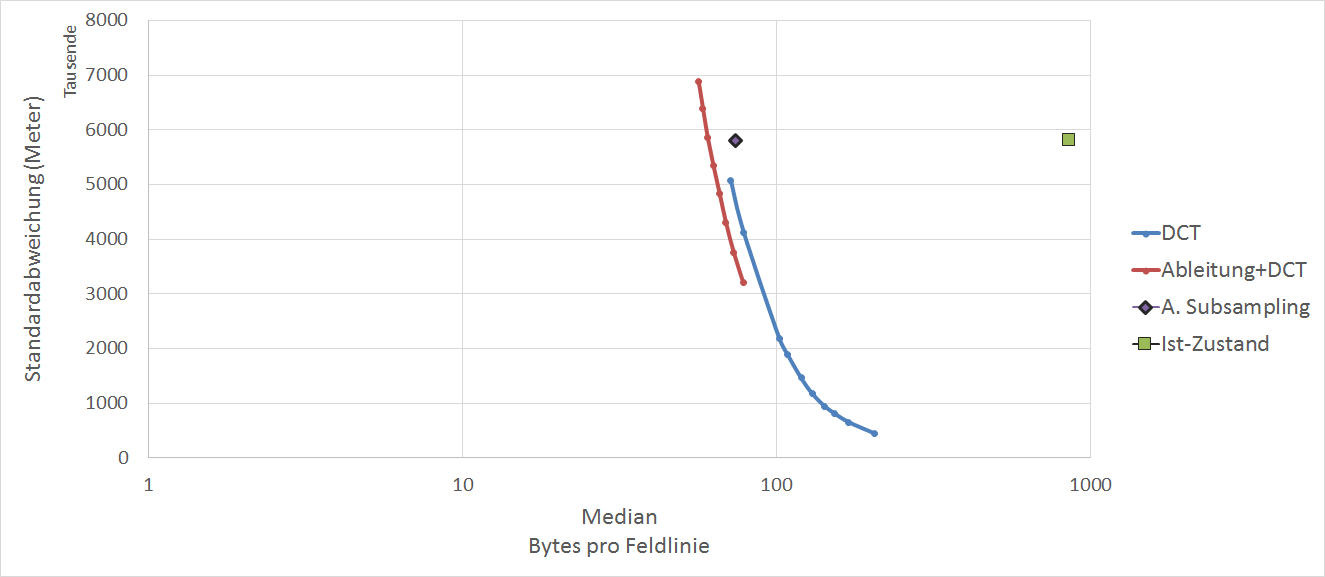 Standardabweichung (Meter)
Tausende
8000
7000
6000
5000
4000
3000
2000
1000
0
1
10
100
1000
Median
Bytes pro Feldlinie
DCT
Ableitung+DCT
A. Subsampling
Ist-Zustand